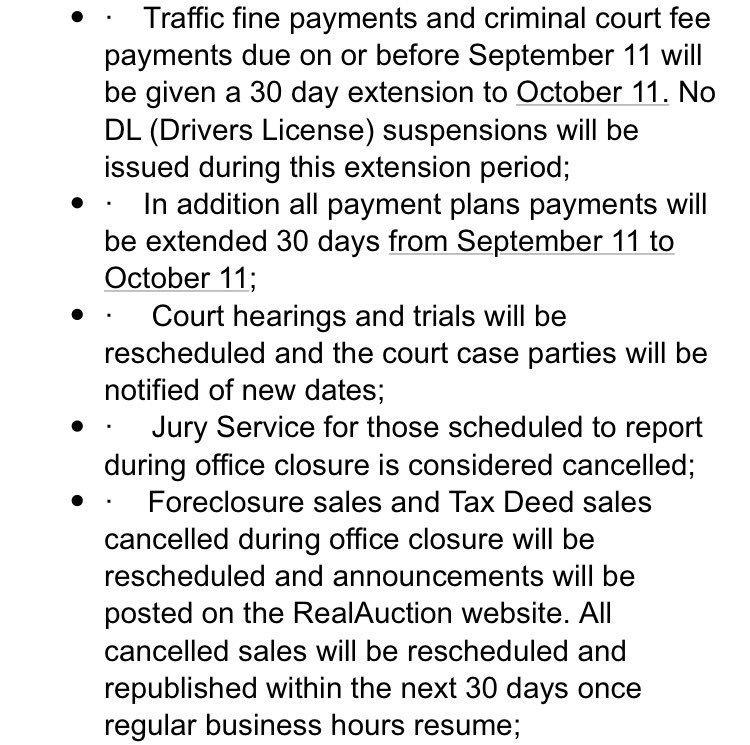 • · Traffic fine payments and criminal court fee
payments due on or before September 11 will
be given a 30 day extension to October 11. No
DL (Drivers License) suspensions will be
issued during this extension period;
• · In addition all payment plans payments will
be extended 30 days from September 11 to
October 11;
• · Court hearings and trials will be
rescheduled and the court case parties will be
notified of new dates;
• · Jury Service for those scheduled to report
during office closure is considered cancelled;
• · Foreclosure sales and Tax Deed sales
cancelled during office closure will be
rescheduled and announcements will be
posted on the RealAuction website. All
cancelled sales will be rescheduled and
republished within the next 30 days once
regular business hours resume;